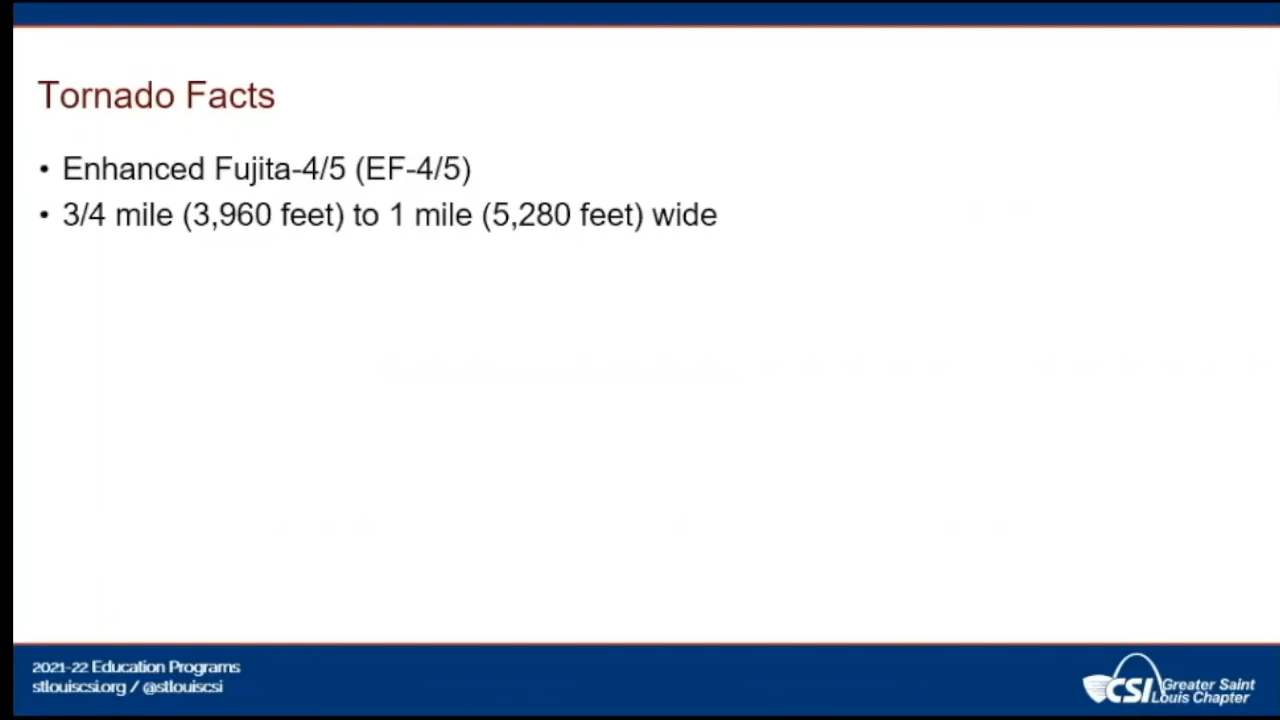 Tornado Facts
• Enhanced Fujita-4/5 (EF-4/5)
• 3/4 mile (3,960 feet) to 1 mile (5,280 feet) wide
2021-22 Education Programs
stlouiscsi.org / @stlouiscsi
CSI Greater Saint
Louis Chapter